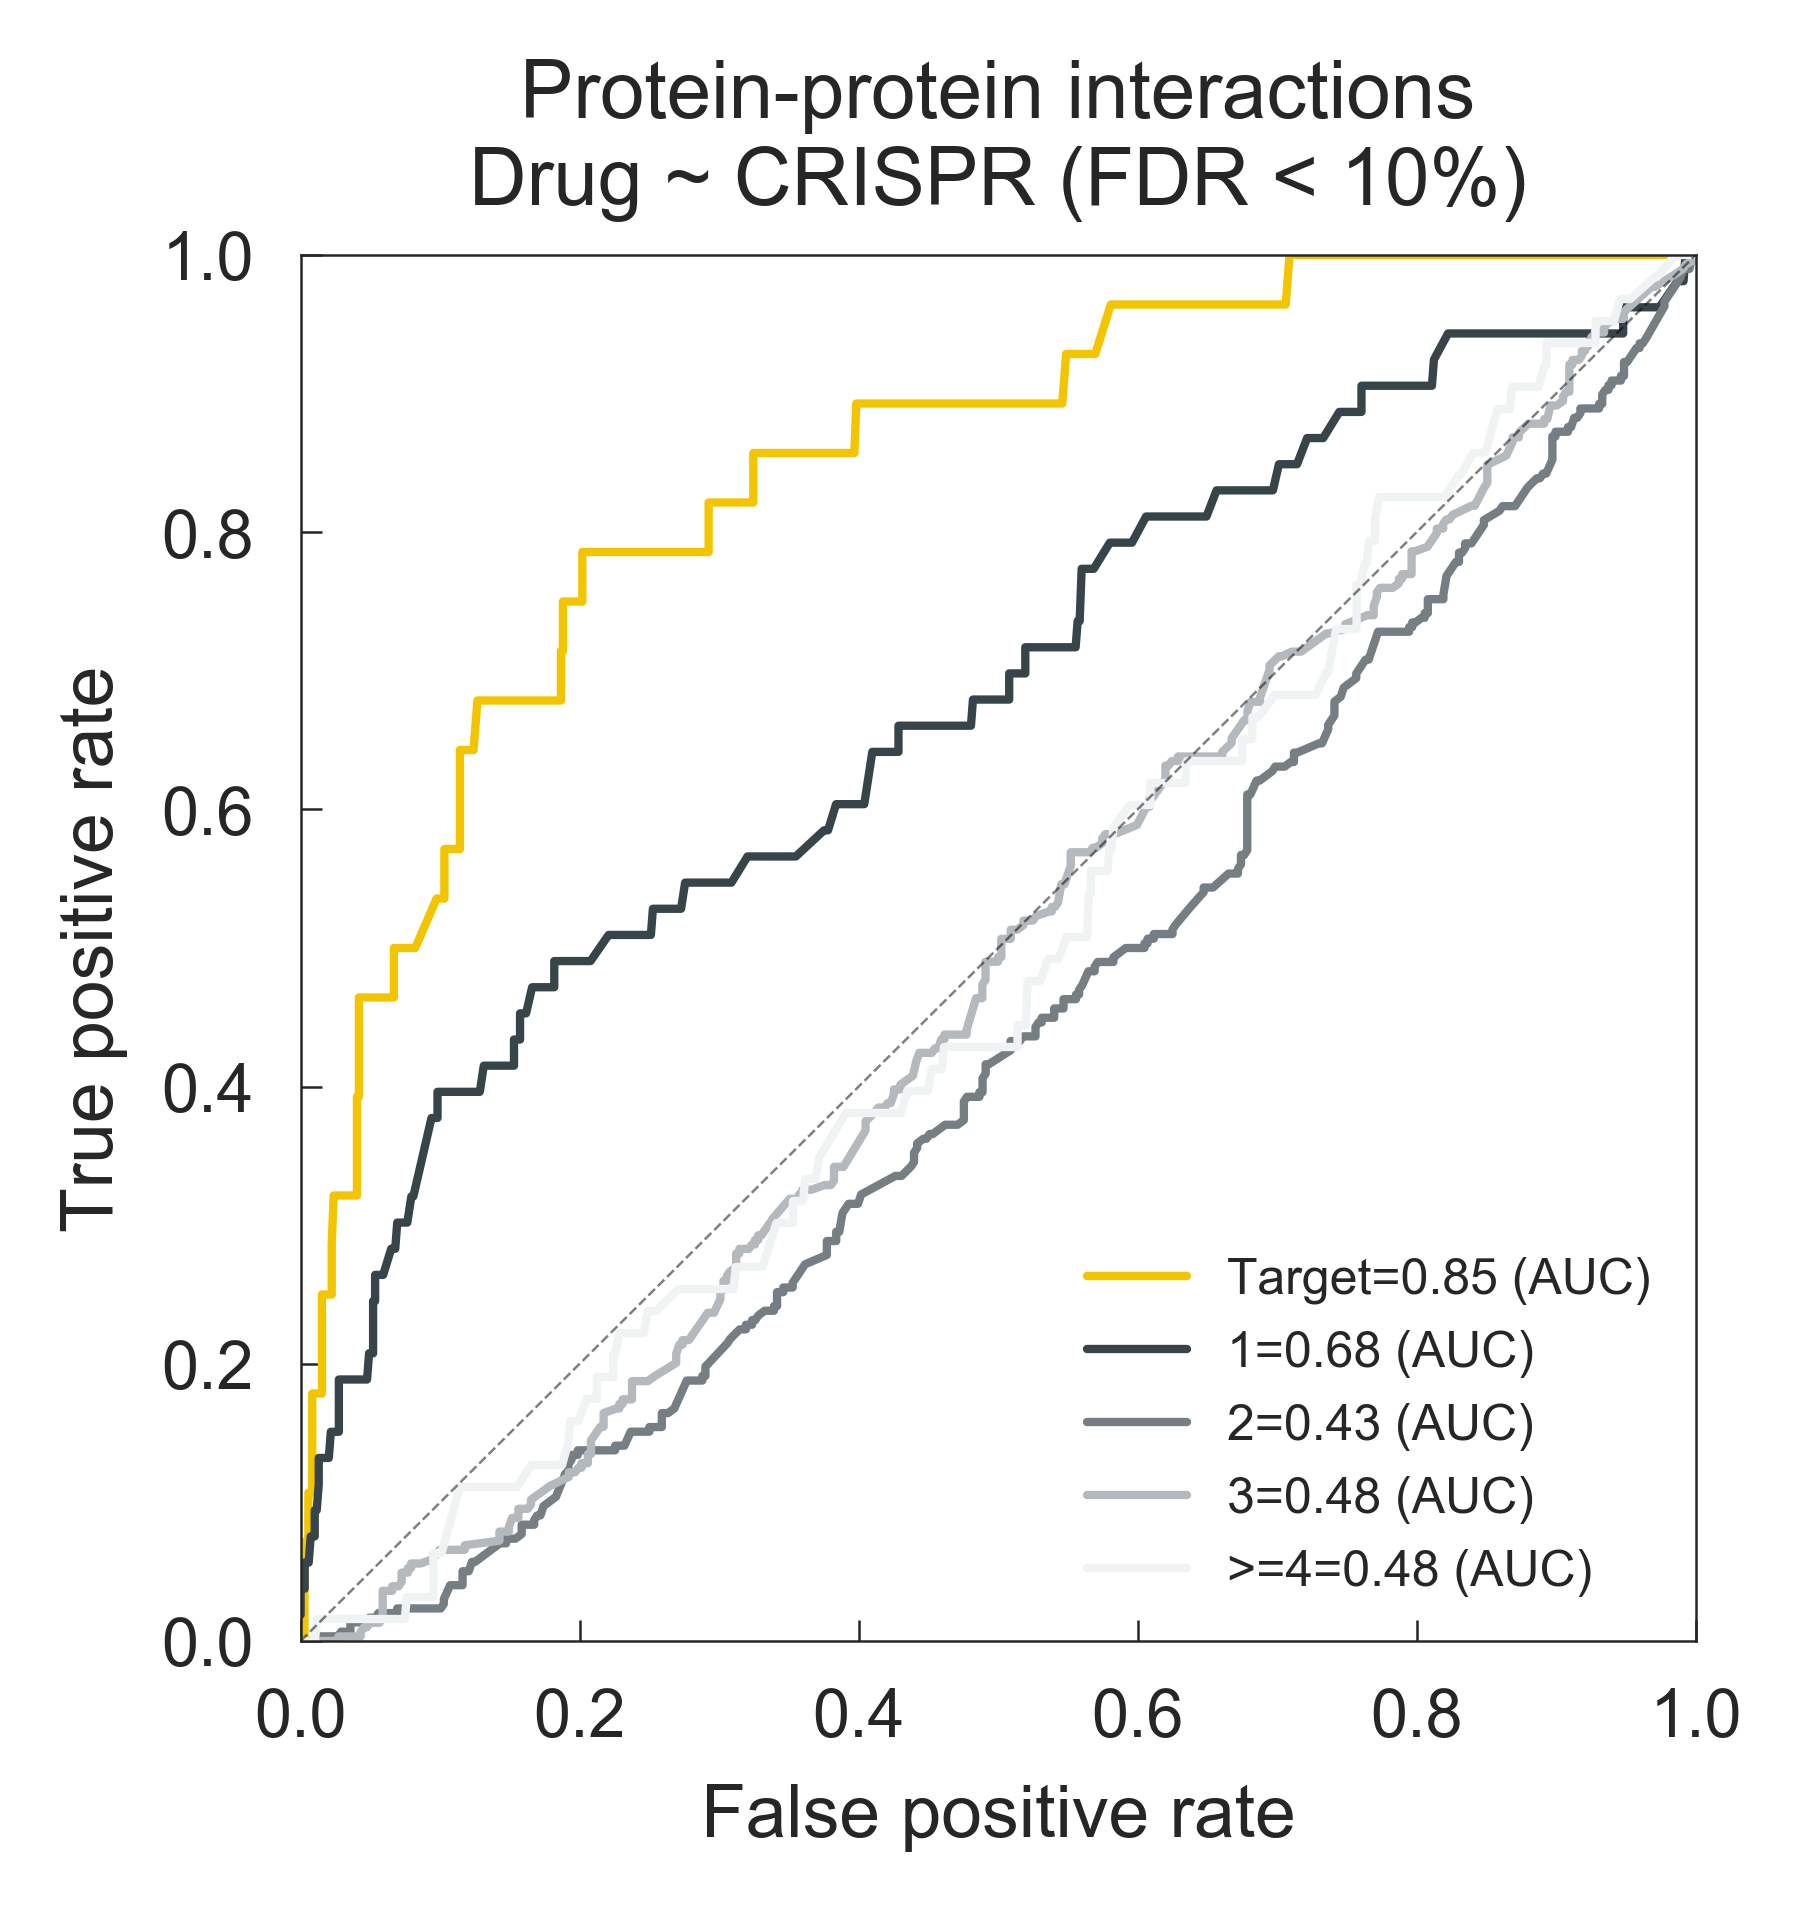 Protein-protein interactions
Drug ~ CRISPR (FDR < 10%)
1.0
0.8
0.6
0.4
0.2
0.0
True positive rate
Target=0.85 (AUC)
1=0.68 (AUC)
2=0.43 (AUC)
3=0.48 (AUC)
>=4=0.48 (AUC)
0.0 0.2 0.4 0.6 0.8 1.0
False positive rate